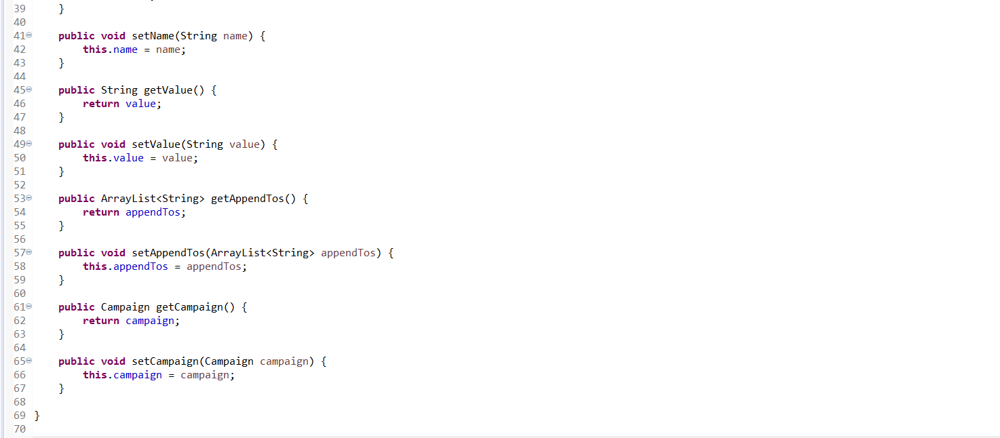 39     }
40
41     public void setName(String name) {
42         this.name = name;
43     }
44
45     public String getValue() {
46         return value;
47     }
48
49     public void setValue(String value) {
50         this.value = value;
51     }
52
53     public ArrayList<String> getAppendTos() {
54         return appendTos;
55     }
56
57     public void setAppendTos(ArrayList<String> appendTos) {
58         this.appendTos = appendTos;
59     }
60
61     public Campaign getCampaign() {
62         return campaign;
63     }
64
65     public void setCampaign(Campaign campaign) {
66         this.campaign = campaign;
67     }
68
69 }
70